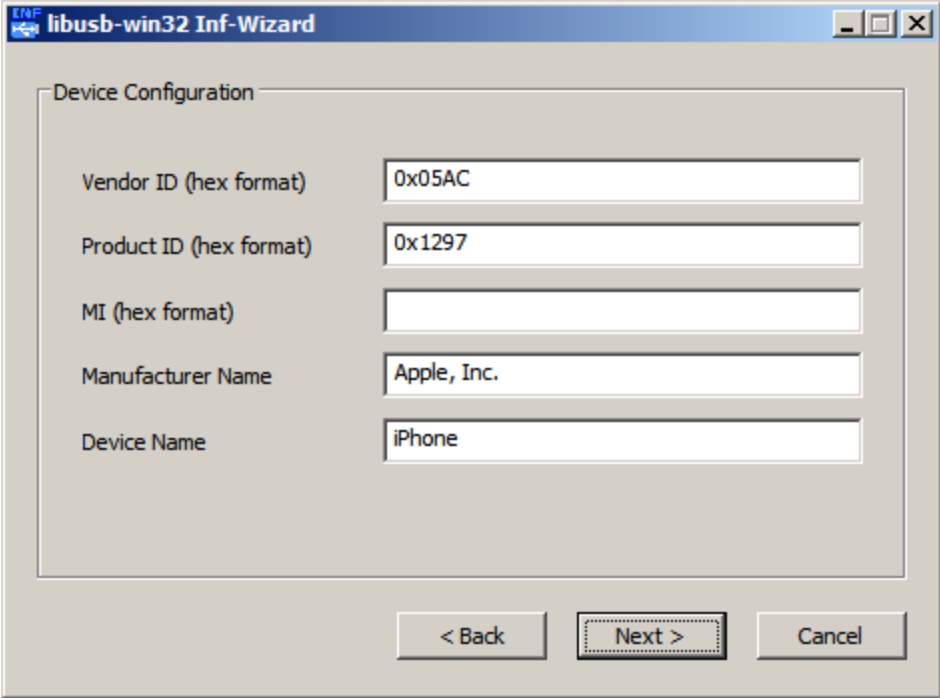 INF
libusb-win32 Inf-Wizard
Device Configuration
Vendor ID (hex format) 0x05AC
Product ID (hex format) 0x1297
MI (hex format)
Manufacturer Name Apple, Inc.
Device Name iPhone
< Back Next > Cancel